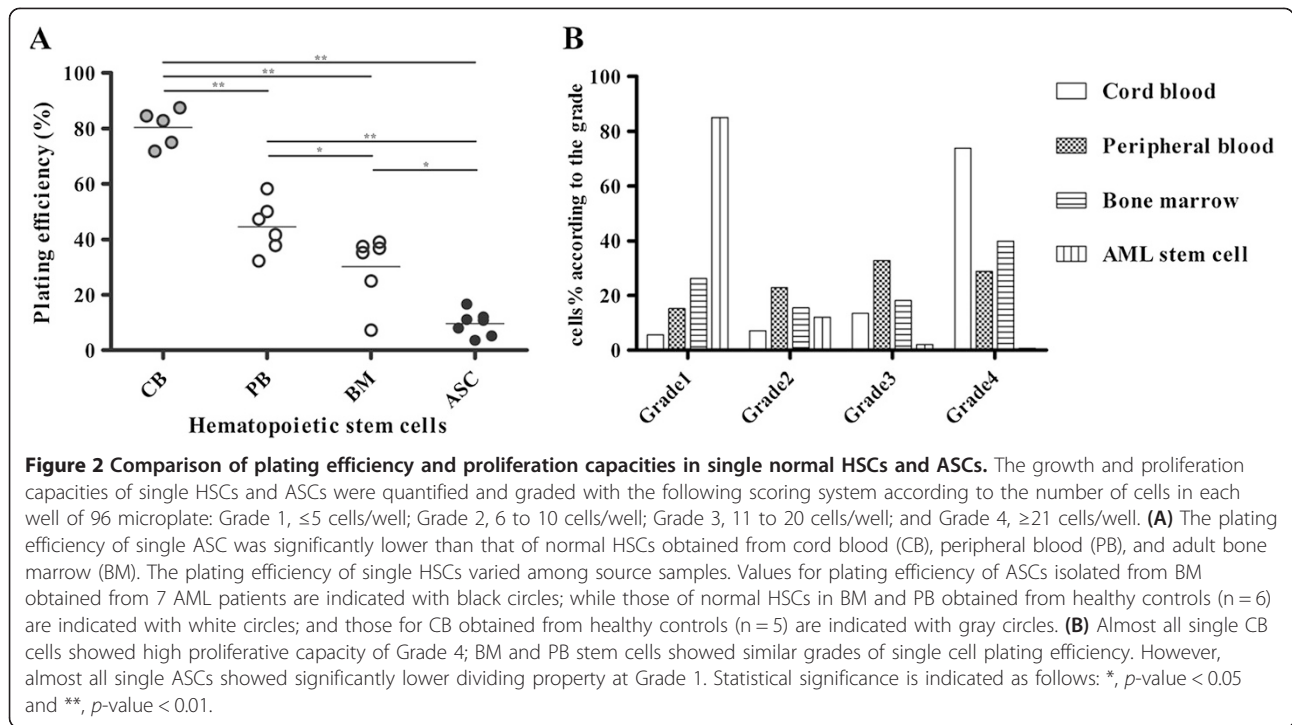 A
B
**
**
**
**
*
*
Plating efficiency (%)
100
80
60
40
20
0
CB
PB
BM
ASC
Hematopoietic stem cells
cells% according to the grade
100
80
60
40
20
0
Grade1
Grade2
Grade3
Grade4
Cord blood
Peripheral blood
Bone marrow
AML stem cell
Figure 2 Comparison of plating efficiency and proliferation capacities in single normal HSCs and ASCs. The growth and proliferation
capacities of single HSCs and ASCs were quantified and graded with the following scoring system according to the number of cells in each
well of 96 microplate: Grade 1, ≤5 cells/well; Grade 2, 6 to 10 cells/well; Grade 3, 11 to 20 cells/well; and Grade 4, ≥21 cells/well. (A) The plating
efficiency of single ASC was significantly lower than that of normal HSCs obtained from cord blood (CB), peripheral blood (PB), and adult bone
marrow (BM). The plating efficiency of single HSCs varied among source samples. Values for plating efficiency of ASCs isolated from BM
obtained from 7 AML patients are indicated with black circles; while those of normal HSCs in BM and PB obtained from healthy controls (n = 6)
are indicated with white circles; and those for CB obtained from healthy controls (n = 5) are indicated with gray circles. (B) Almost all single CB
cells showed high proliferative capacity of Grade 4; BM and PB stem cells showed similar grades of single cell plating efficiency. However,
almost all single ASCs showed significantly lower dividing property at Grade 1. Statistical significance is indicated as follows: *, p-value < 0.05
and **, p-value < 0.01.